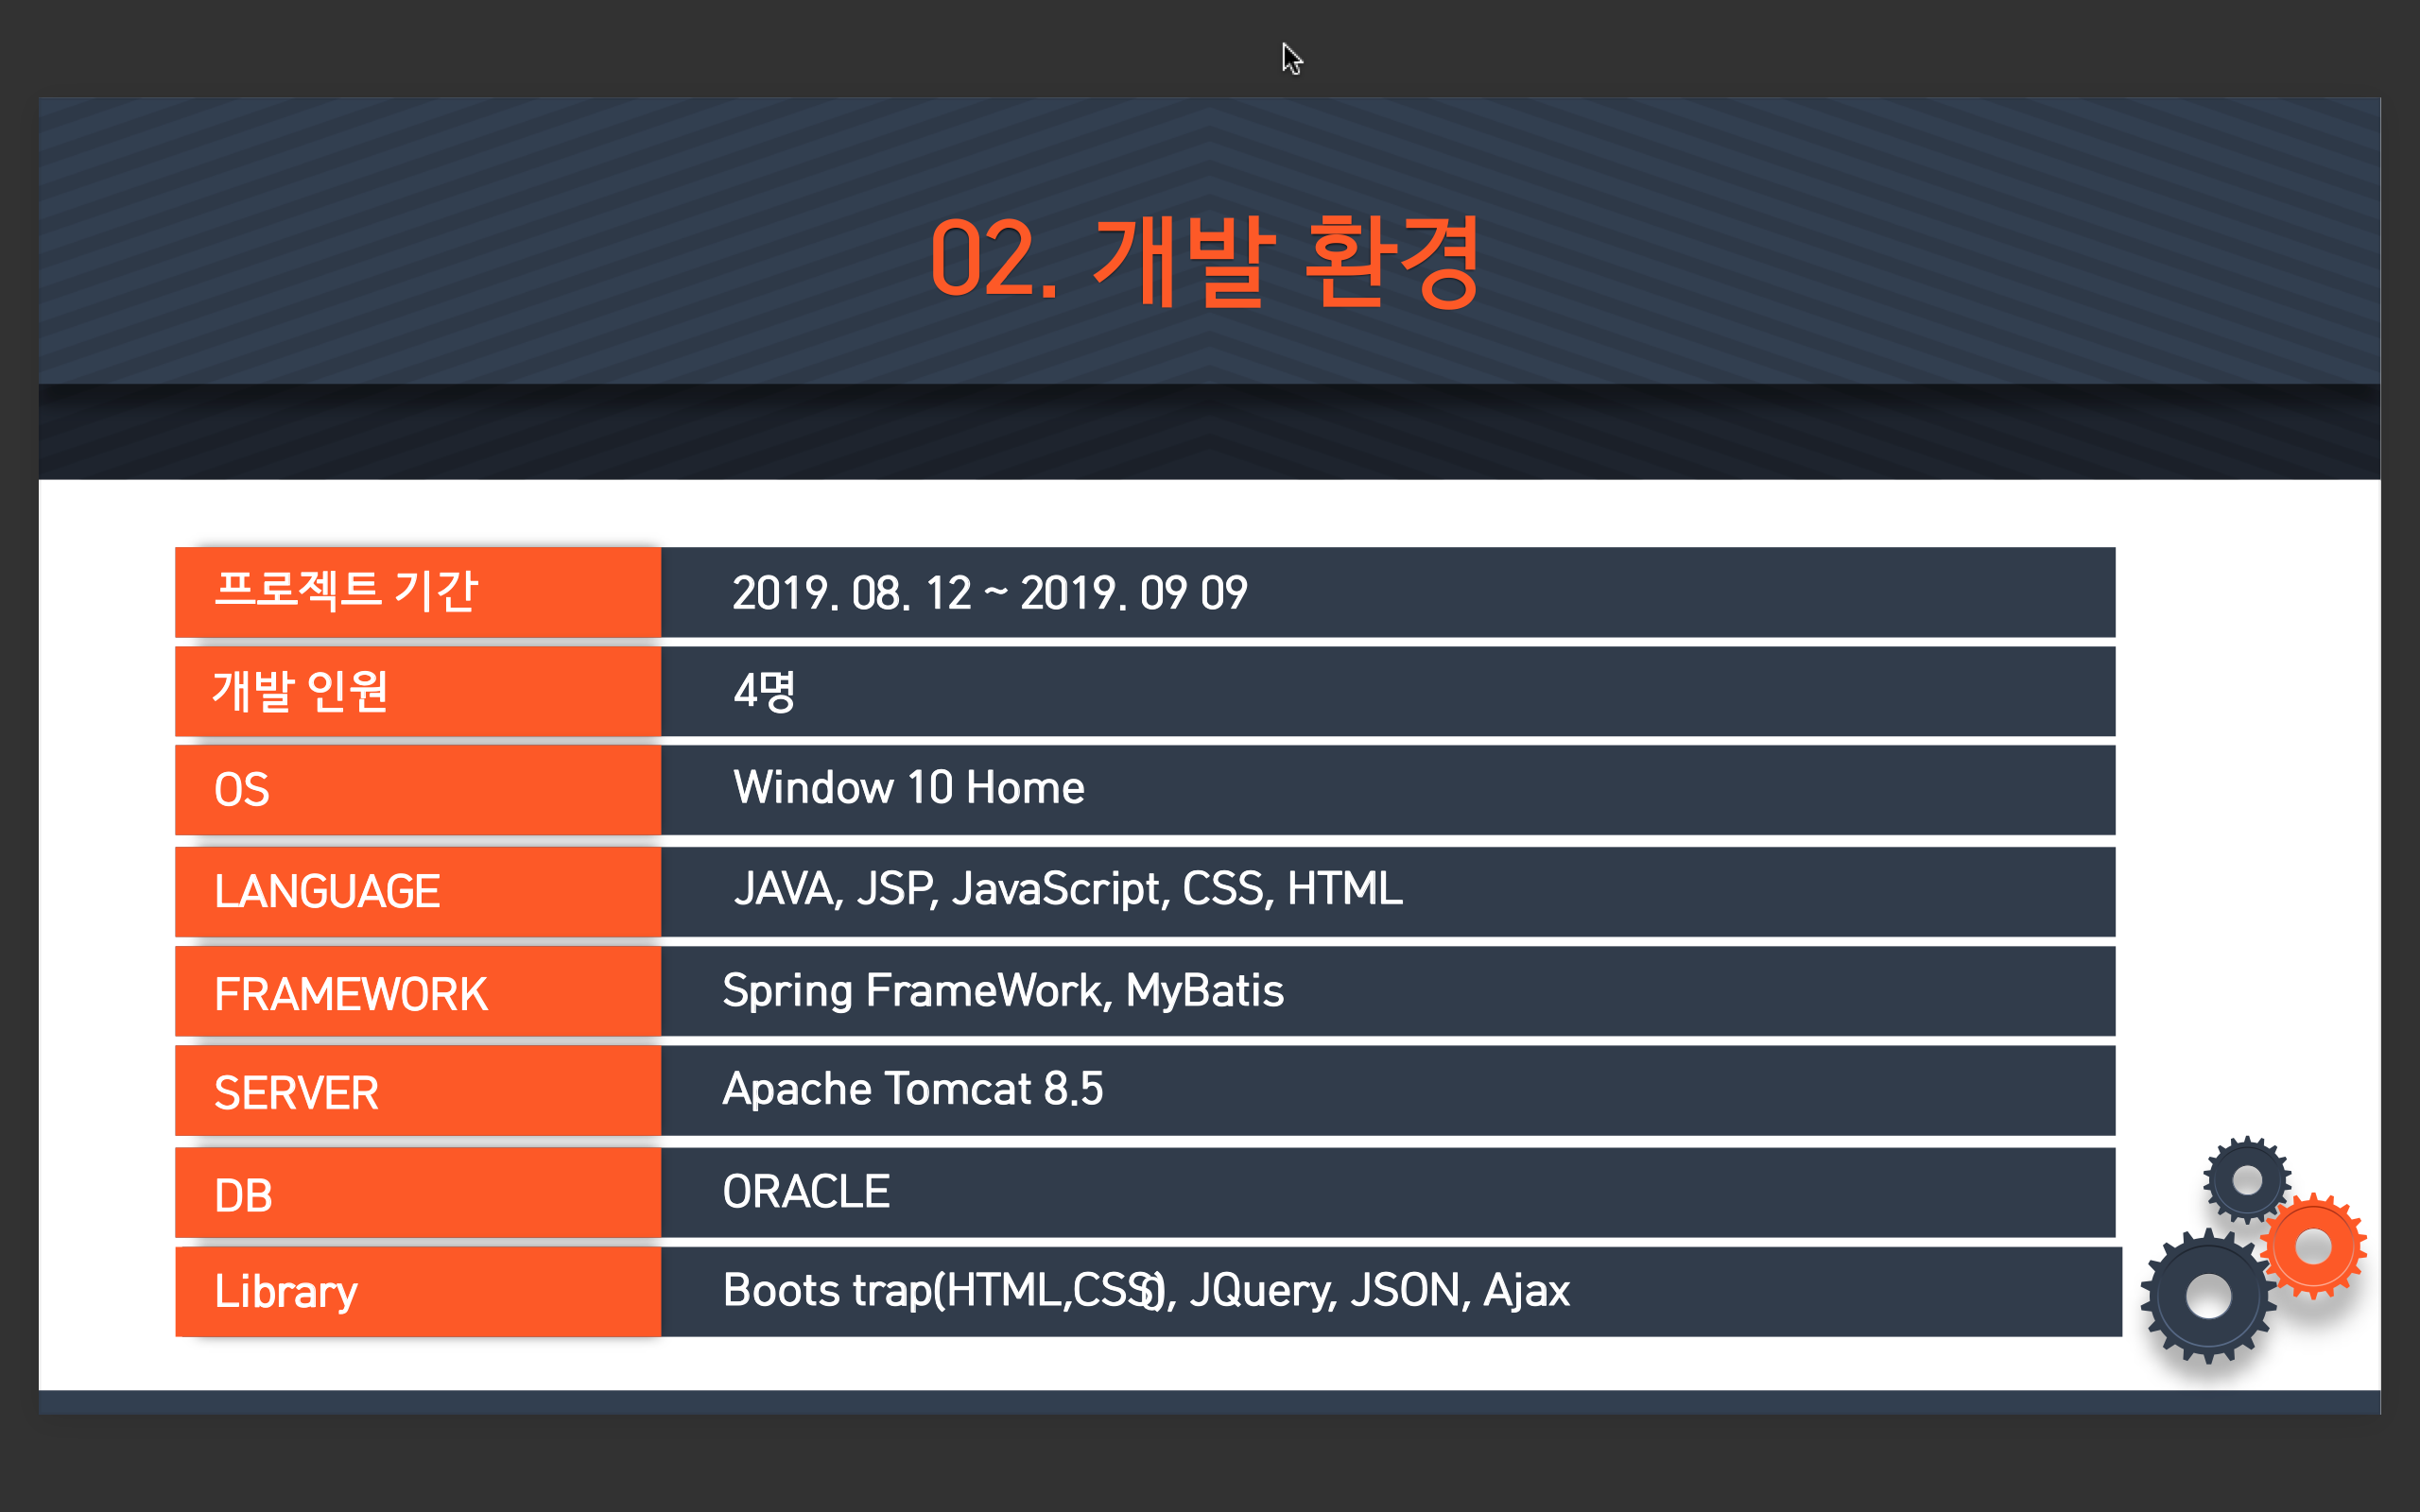 02. 개발 환경
프로젝트 기간 2019. 08. 12 ~ 2019. 09 09
개발 인원 4명
OS Window 10 Home
LANGUAGE JAVA, JSP, JavaScript, CSS, HTML
FRAMEWORK Spring FrameWork, MyBatis
SERVER Apache Tomcat 8.5
DB ORACLE
Library Boots trap(HTML,CSS), JQuery, JSON, Ajax